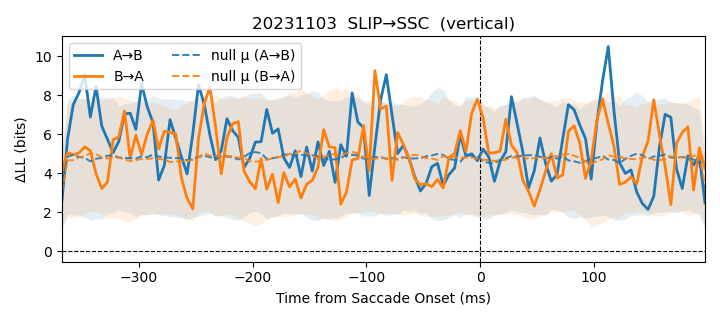 20231103  SLIP→SSC  (vertical)
ΔLL (bits)
10
8
6
4
2
0
A→B
B→A
null μ (A→B)
null μ (B→A)
−300
−200
−100
0
100
Time from Saccade Onset (ms)